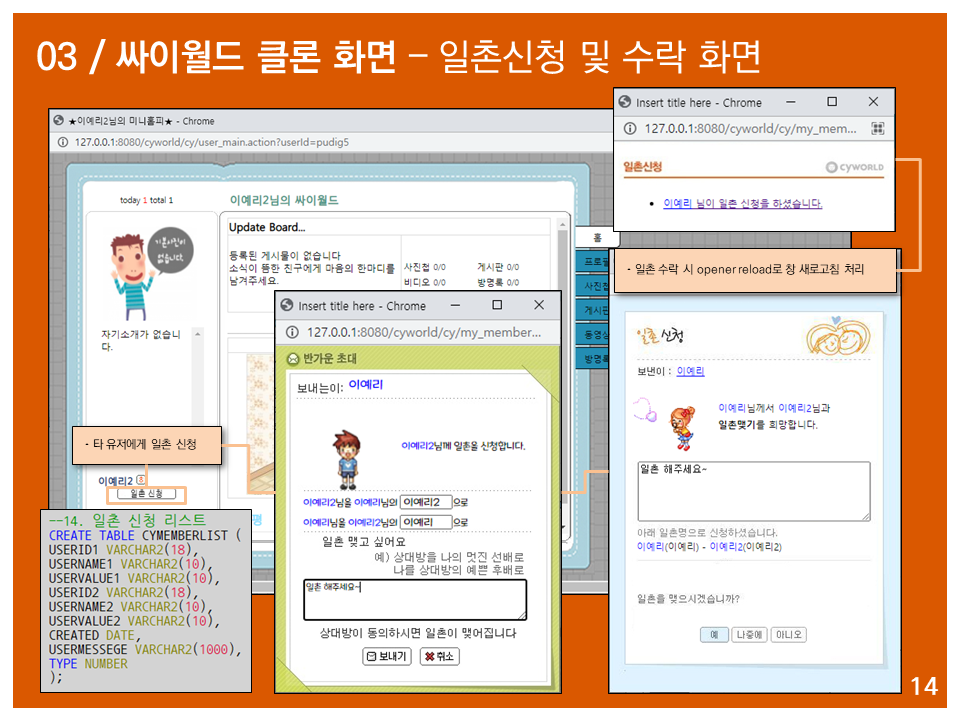 03 / 싸이월드 클론 화면 – 일촌신청 및 수락 화면
★이예리2님의 미니홈피★ - Chrome
127.0.0.1:8080/cyworld/cy/user_main.action?userId=pudig5
today 1 total 1
이예리2님의 싸이월드
기본사진이
없습니다.
자기소개가 없습니
다.
Update Board...
등록된 게시물이 없습니다
소식이 뜸한 친구에게 마음의 한마디를
남겨주세요.
사진첩 0/0
게시판 0/0
비디오 0/0
방명록 0/0
홈
프로필
사진첩
게시판
동영상
방명록
- 타 유저에게 일촌 신청
이예리2
일촌 신청
평
--14. 일촌 신청 리스트
CREATE TABLE CYMEMBERLIST (
USERID1 VARCHAR2(18),
USERNAME1 VARCHAR2(10),
USERVALUE1 VARCHAR2(10),
USERID2 VARCHAR2(18),
USERNAME2 VARCHAR2(10),
USERVALUE2 VARCHAR2(10),
CREATED DATE,
USERMESSEGE VARCHAR2(1000),
TYPE NUMBER
);
Insert title here - Chrome
127.0.0.1:8080/cyworld/cy/my_member...
반가운 초대
보내는이: 이예리
이예리2님께 일촌을 신청합니다.
이예리2님을 이예리님의 이예리2 으로
이예리님을 이예리2님의 이예리 으로
일촌 맺고 싶어요
예) 상대방을 나의 멋진 선배로
나를 상대방의 예쁜 후배로
일촌 해주세요~
상대방이 동의하시면 일촌이 맺어집니다
보내기
취소
Insert title here - Chrome
127.0.0.1:8080/cyworld/cy/my_mem...
일촌신청
CYWORLD
• 이예리 님이 일촌 신청을 하셨습니다.
- 일촌 수락 시 opener reload로 창 새로고침 처리
일촌 신청
보낸이 : 이예리
이예리님께서 이예리2님과
일촌맺기를 희망합니다.
일촌 해주세요~
아래 일촌명으로 신청하셨습니다.
이예리(이예리) - 이예리2(이예리2)
일촌을 맺으시겠습니까?
예
나중에
아니오
14